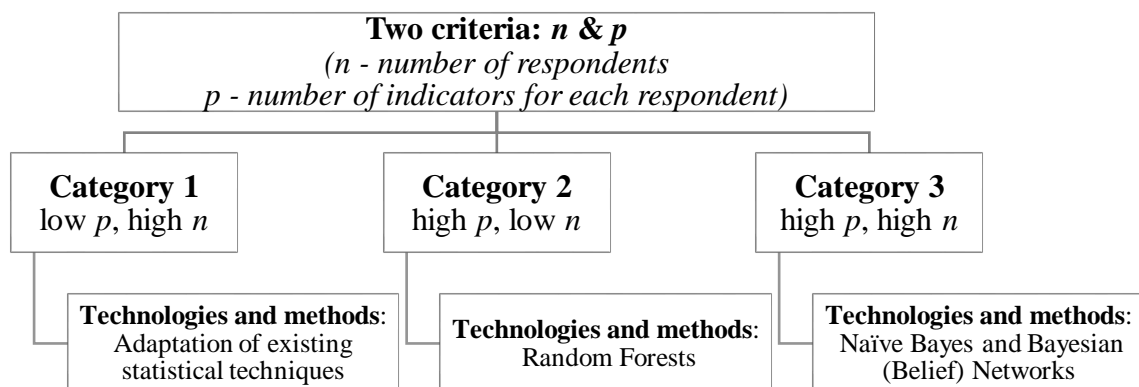 Two criteria: n & p
(n - number of respondents
p - number of indicators for each respondent)
Category 1
low p, high n
Category 2
high p, low n
Category 3
high p, high n
Technologies and methods:
Adaptation of existing
statistical techniques
Technologies and methods:
Random Forests
Technologies and methods:
Naïve Bayes and Bayesian
(Belief) Networks